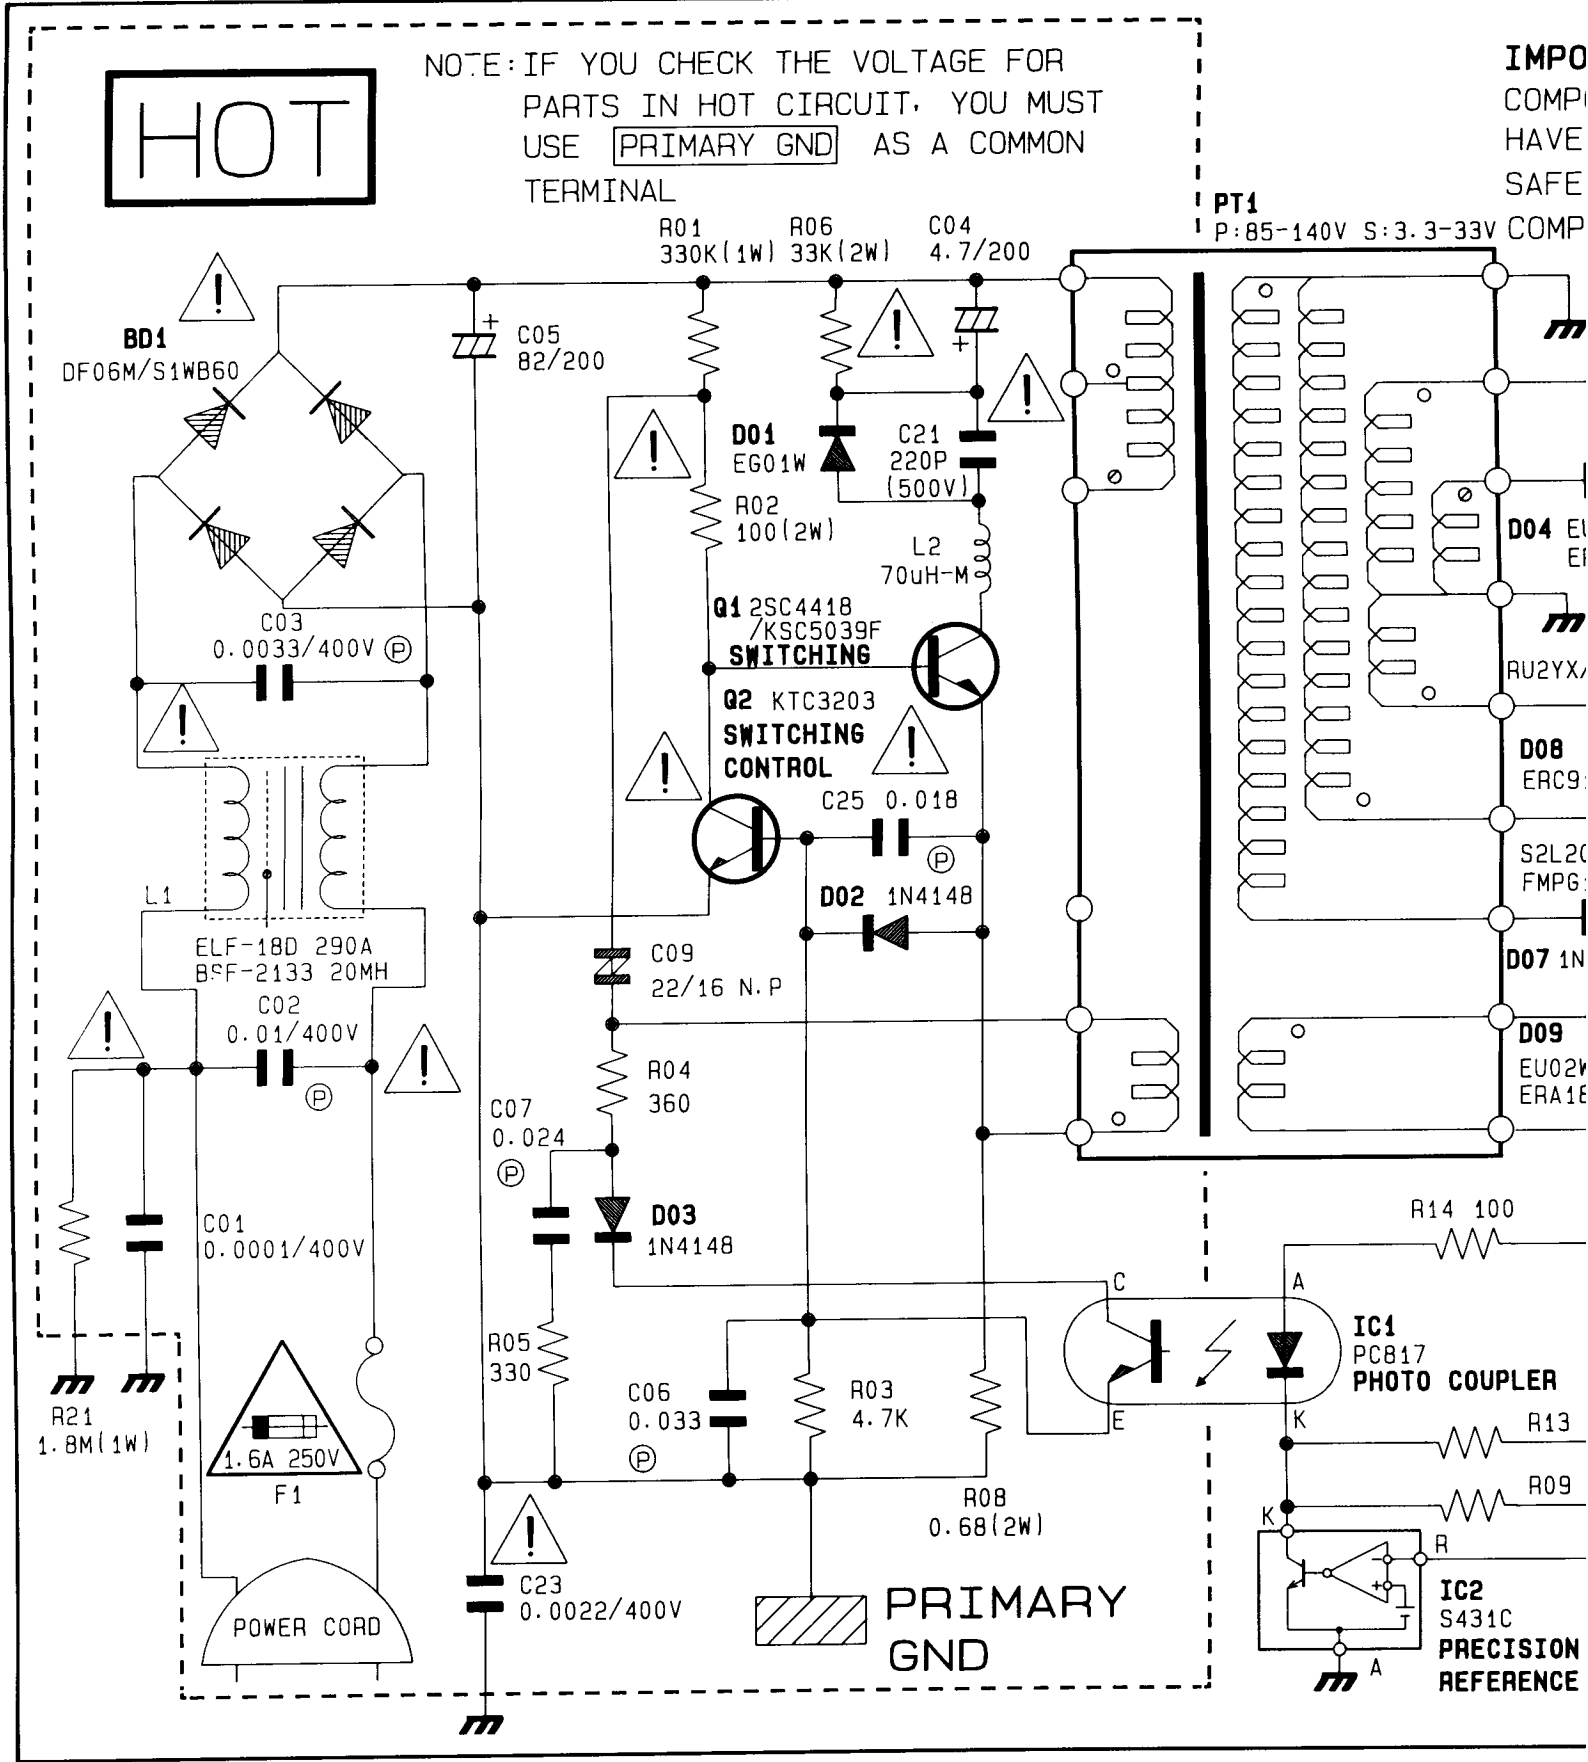 HOT
NOTE: IF YOU CHECK THE VOLTAGE FOR
PARTS IN HOT CIRCUIT, YOU MUST
USE PRIMARY GND AS A COMMON
TERMINAL
IMPO
COMP
HAVE
SAFE
COMP
PT1
P:85-140V S:3.3-33V
R01
330K(1W)
R06
33K(2W)
C04
4.7/200
BD1
DF06M/S1WB60
C05
82/200
D01
EG01W
C21
220P
(500V)
R02
100(2W)
L2
70uH-M
D04 EU
Q1 2SC4418
/KSC5039F
SWITCHING
C03
0.0033/400V P
RU2YX/
Q2 KTC3203
SWITCHING
CONTROL
D08
ERC9
C25 0.018
P
S2L20
FMPG
D02 1N4148
L1
ELF-18D 290A
BSF-2133 20MH
C09
22/16 N.P
D07 1N
C02
0.01/400V
P
D09
EU02W
ERA18
R04
360
C07
0.024
P
C01
0.0001/400V
D03
1N4148
R14 100
C
A
IC1
PC817
PHOTO COUPLER
E
K
R05
330
C06
0.033
P
R03
4.7K
R21
1.8M(1W)
1.6A 250V
F1
R13
R09
R08
0.68(2W)
K
R
C23
0.0022/400V
PRIMARY
GND
IC2
S431C
PRECISION
REFERENCE
A
POWER CORD